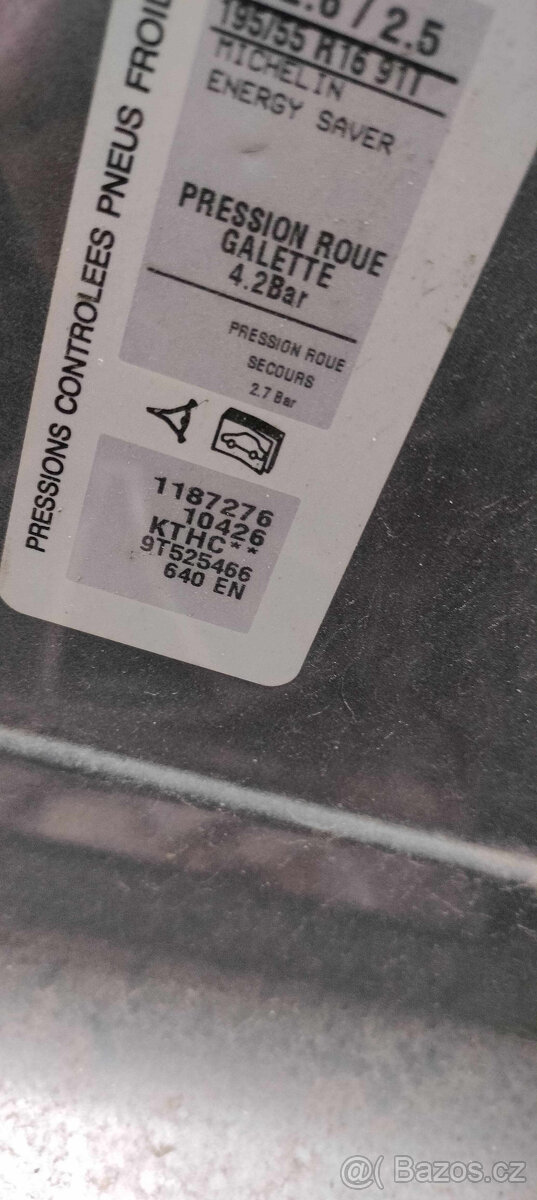 2.5
195/55 R16 91T
MICHELIN
ENERGY SAVER
PRESSION ROUE
GALETTE
4.2Bar
PRESSION ROUE
SECOURS
2.7 Bar
PRESSIONS CONTROLEES PNEUS FROID
1187276
10426
KTHC**
9T525466
640 EN
@( Bazos.cz